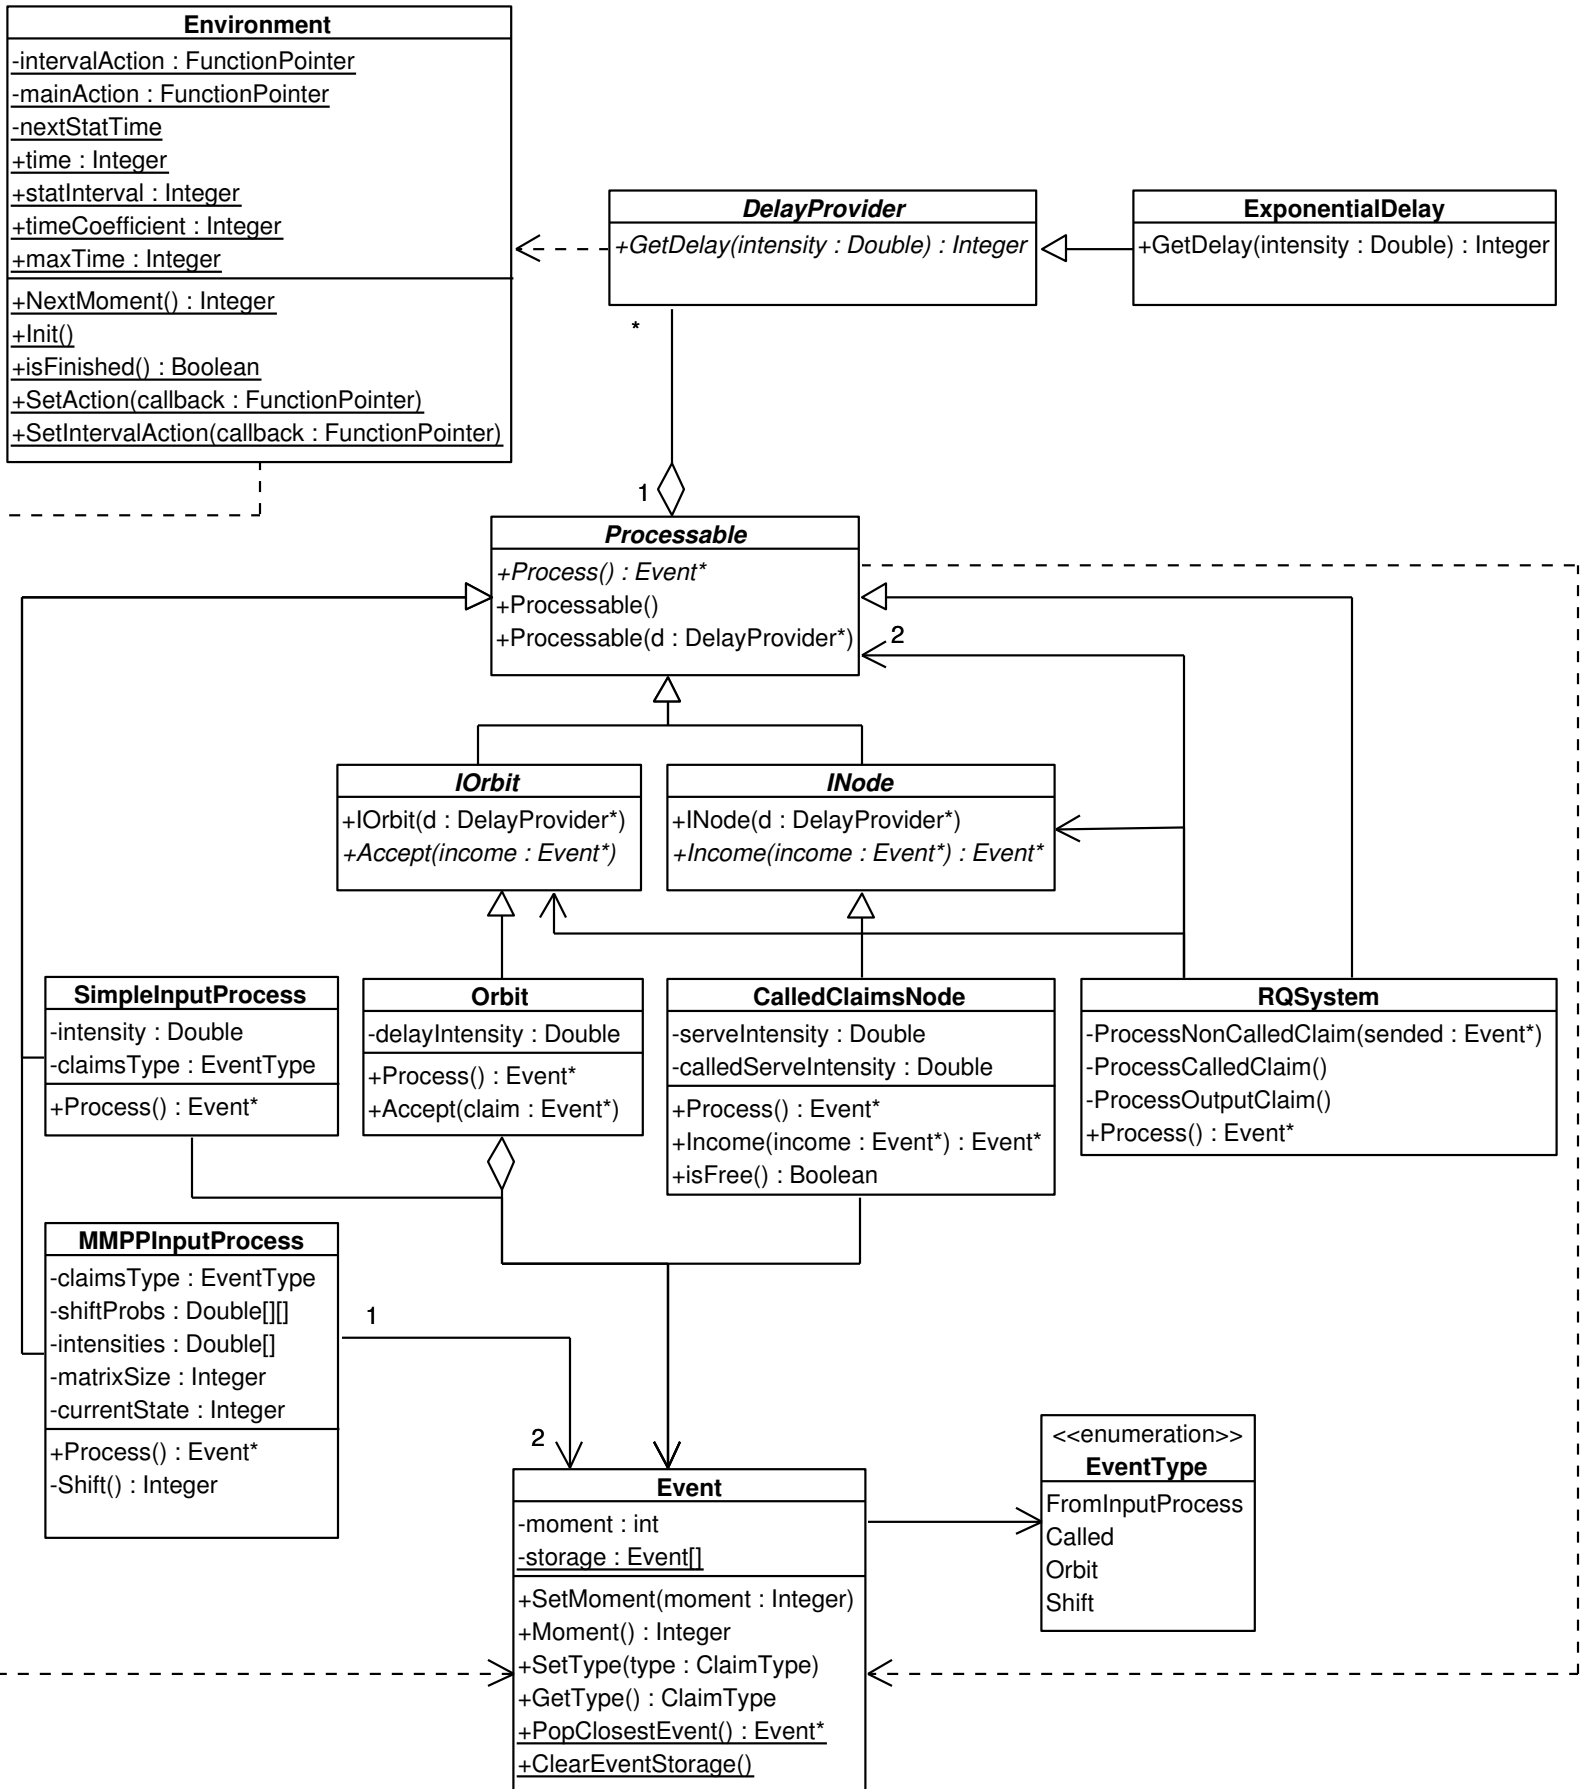 Environment
-intervalAction : FunctionPointer
-mainAction : FunctionPointer
-nextStatTime
+time : Integer
+statInterval : Integer
+timeCoefficient : Integer
+maxTime : Integer
+NextMoment() : Integer
+Init()
+isFinished() : Boolean
+SetAction(callback : FunctionPointer)
+SetIntervalAction(callback : FunctionPointer)
DelayProvider
+GetDelay(intensity : Double) : Integer
ExponentialDelay
+GetDelay(intensity : Double) : Integer
*
1
Processable
+Process() : Event*
+Processable()
+Processable(d : DelayProvider*)
2
IOrbit
+IOrbit(d : DelayProvider*)
+Accept(income : Event*)
INode
+INode(d : DelayProvider*)
+Income(income : Event*) : Event*
SimpleInputProcess
-intensity : Double
-claimsType : EventType
+Process() : Event*
Orbit
-delayIntensity : Double
+Process() : Event*
+Accept(claim : Event*)
CalledClaimsNode
-serveIntensity : Double
-calledServeIntensity : Double
+Process() : Event*
+Income(income : Event*) : Event*
+isFree() : Boolean
RQSystem
-ProcessNonCalledClaim(sended : Event*)
-ProcessCalledClaim()
-ProcessOutputClaim()
+Process() : Event*
MMPPInputProcess
-claimsType : EventType
-shiftProbs : Double[][]
-intensities : Double[]
-matrixSize : Integer
-currentState : Integer
+Process() : Event*
-Shift() : Integer
1
2
Event
-moment : int
-storage : Event[]
+SetMoment(moment : Integer)
+Moment() : Integer
+SetType(type : ClaimType)
+GetType() : ClaimType
+PopClosestEvent() : Event*
+ClearEventStorage()
<<enumeration>>
EventType
FromInputProcess
Called
Orbit
Shift